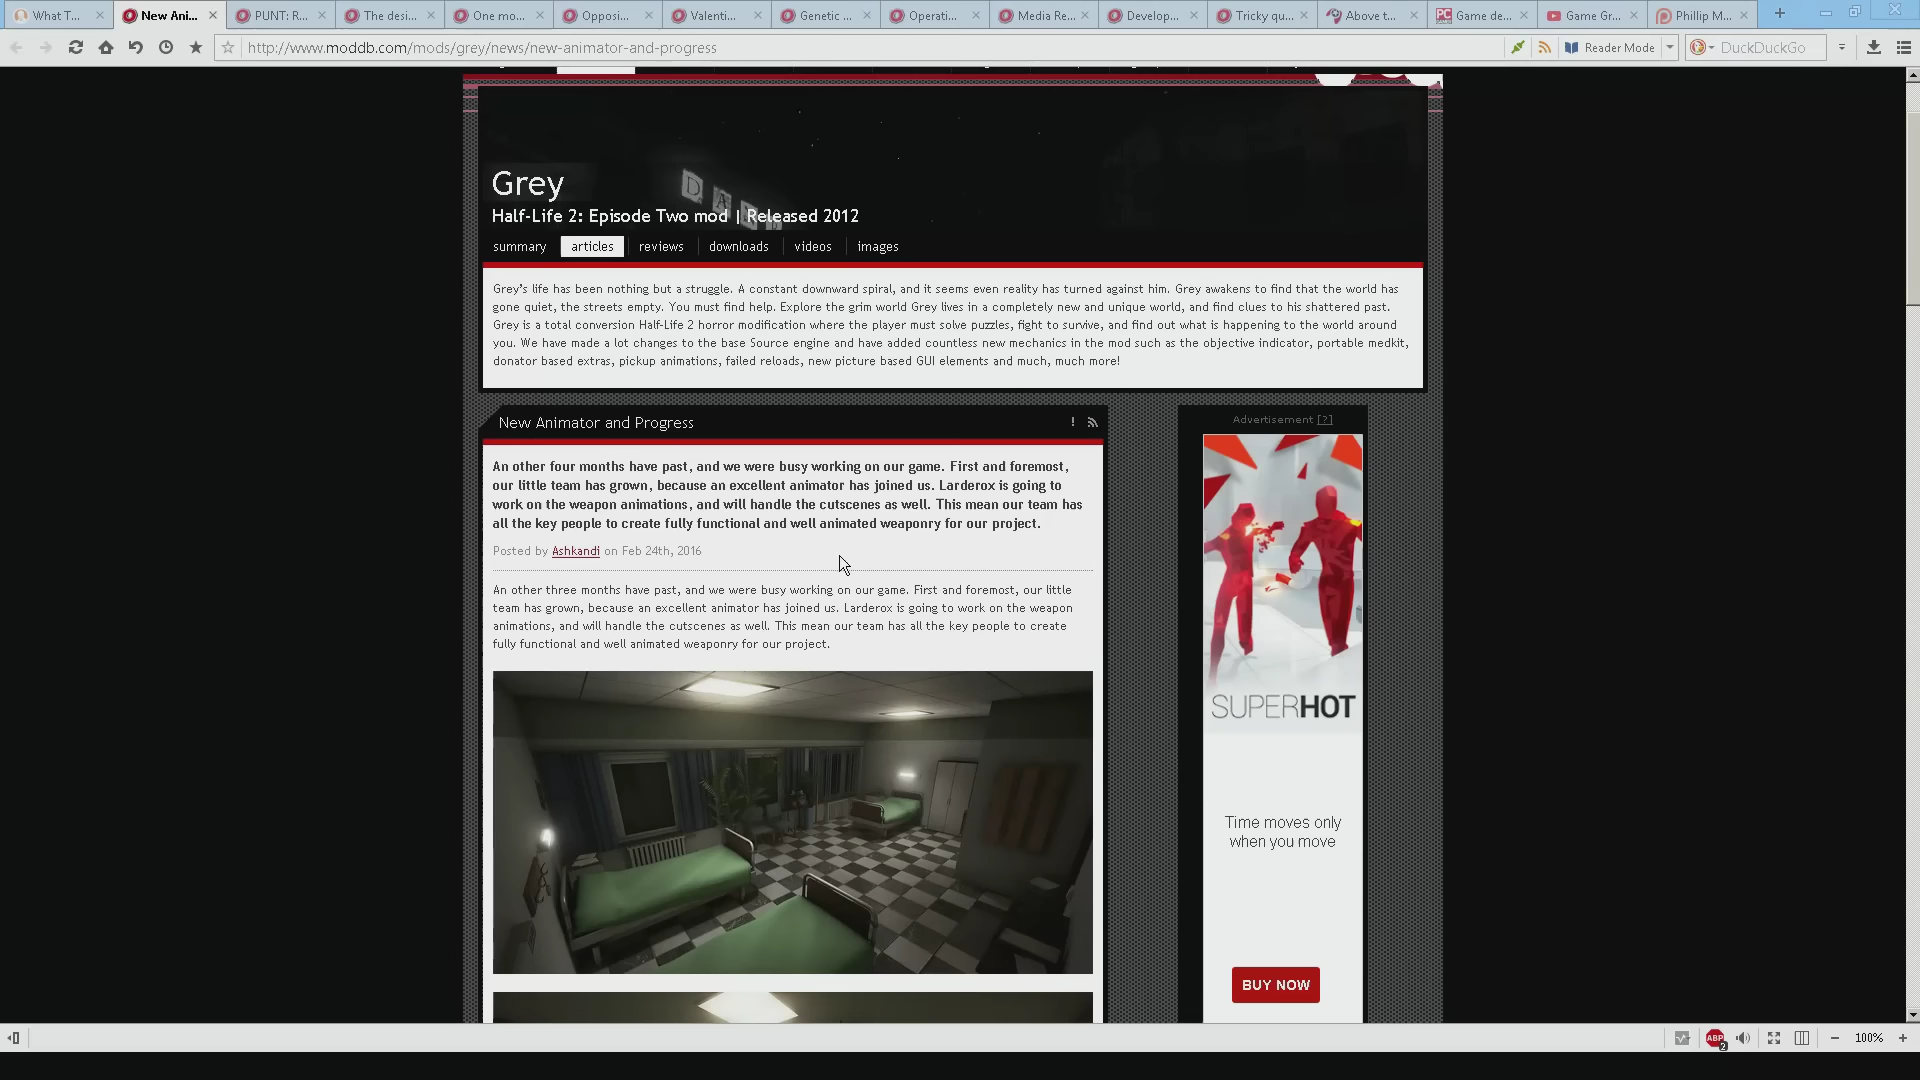 What T...
New Ani...
PUNT: R...
The desi...
One mo...
Opposi...
Valenti...
Genetic ...
Operati...
Media Re...
Develop...
Tricky qu...
Above t...
Game de...
Game Gr...
Phillip M...
http://www.moddb.com/mods/grey/news/new-animator-and-progress
Reader Mode
DuckDuckGo
Grey
Half-Life 2: Episode Two mod | Released 2012
summary
articles
reviews
downloads
videos
images
Grey's life has been nothing but a struggle. A constant downward spiral, and it seems even reality has turned against him. Grey awakens to find that the world has
gone quiet, the streets empty. You must find help. Explore the grim world Grey lives in a completely new and unique world, and find clues to his shattered past.
Grey is a total conversion Half-Life 2 horror modification where the player must solve puzzles, fight to survive, and find out what is happening to the world around
you. We have made a lot changes to the base Source engine and have added countless new mechanics in the mod such as the objective indicator, portable medkit,
donator based extras, pickup animations, failed reloads, new picture based GUI elements and much, much more!
New Animator and Progress
Advertisement [?]
An other four months have past, and we were busy working on our game. First and foremost,
our little team has grown, because an excellent animator has joined us. Larderox is going to
work on the weapon animations, and will handle the cutscenes as well. This mean our team has
all the key people to create fully functional and well animated weaponry for our project.
Posted by Ashkandi on Feb 24th, 2016
An other three months have past, and we were busy working on our game. First and foremost, our little
team has grown, because an excellent animator has joined us. Larderox is going to work on the weapon
animations, and will handle the cutscenes as well. This mean our team has all the key people to create
fully functional and well animated weaponry for our project.
SUPERHOT
Time moves only
when you move
BUY NOW
ABP
2
100%